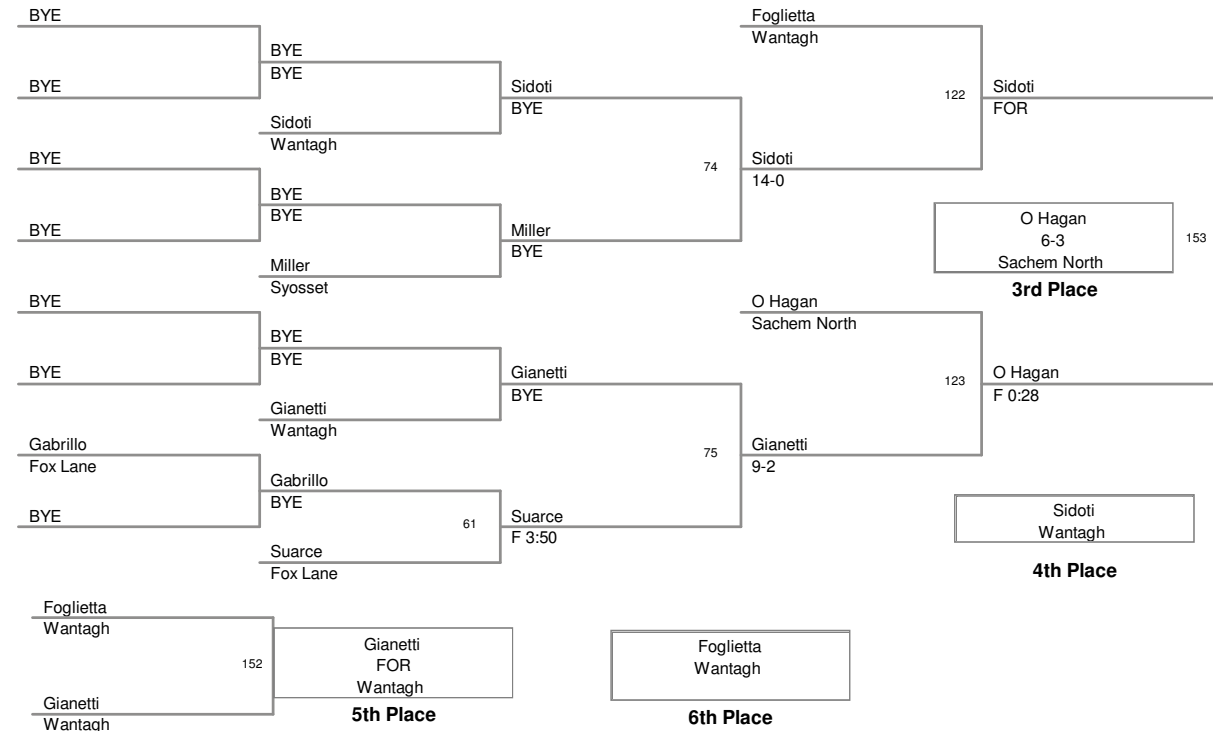 BYE
BYE
BYE
BYE
Sidoti
Wantagh
Sidoti
BYE
BYE
BYE
BYE
BYE
Miller
Syosset
Miller
BYE
74
Sidoti
14-0
Foglietta
Wantagh
122
Sidoti
FOR
O Hagan
6-3
Sachem North
153
3rd Place
BYE
BYE
BYE
BYE
Gianetti
Wantagh
Gianetti
BYE
Gabrillo
Fox Lane
BYE
Gabrillo
BYE
61
Suarce
Fox Lane
Suarce
F 3:50
75
Gianetti
9-2
O Hagan
Sachem North
123
O Hagan
F 0:28
Sidoti
Wantagh
4th Place
Foglietta
Wantagh
152
Gianetti
Wantagh
Gianetti
FOR
Wantagh
5th Place
Foglietta
Wantagh
6th Place